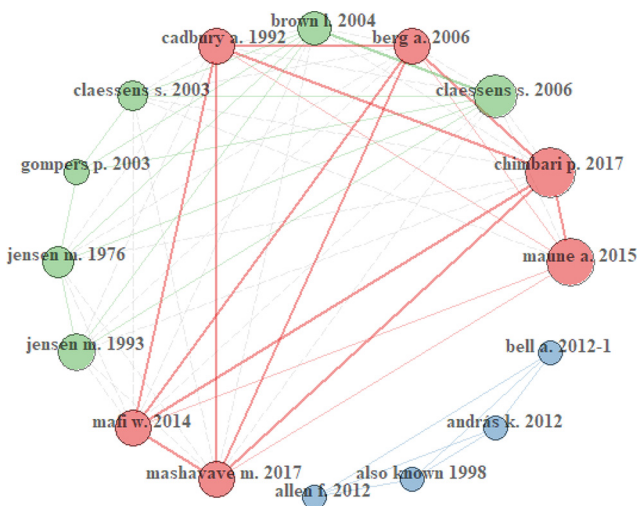 brown l. 2004
cadbury a. 1992
berg a. 2006
claessens s. 2003
claessens s. 2006
gompers p. 2003
chimbari p. 2017
jensen m. 1976
maune a. 2015
jensen m. 1993
bell a. 2012-1
mafi w. 2014
andrás k. 2012
mashavave m. 2017
also known 1998
allen f. 2012